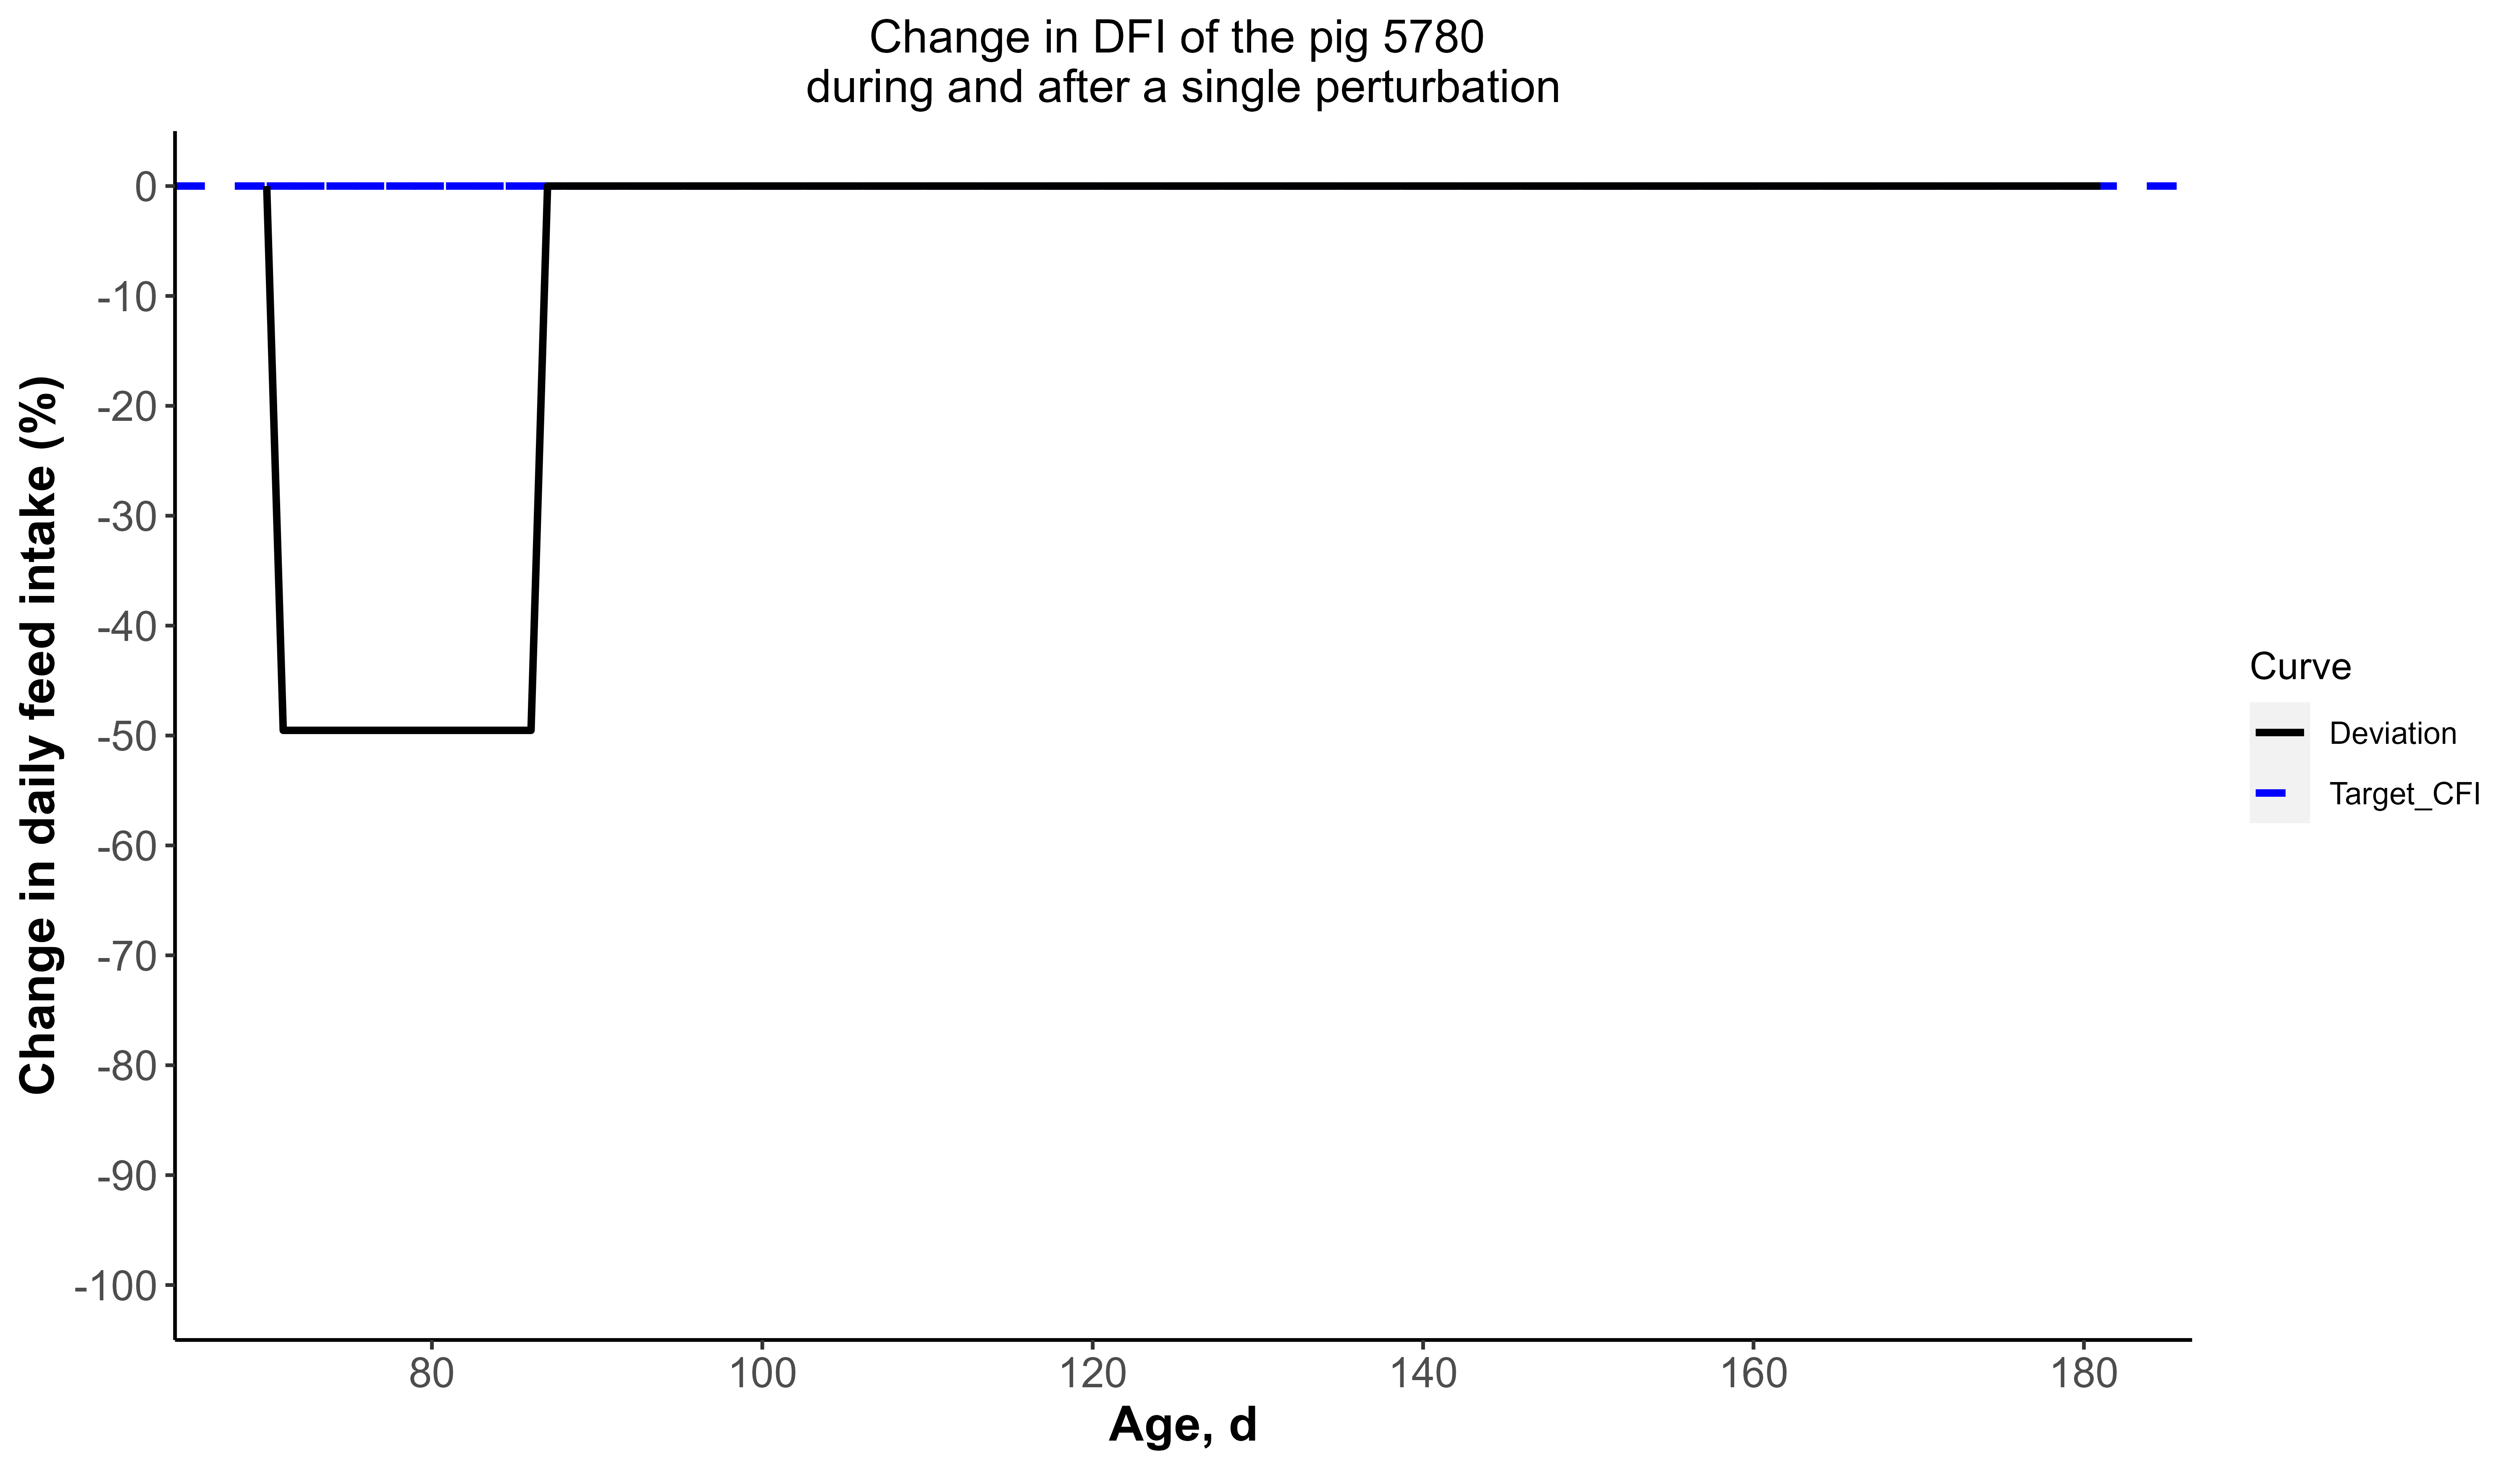 Change in DFI of the pig 5780
during and after a single perturbation
Change in daily feed intake (%)
0
-10
-20
-30
-40
-50
-60
-70
-80
-90
-100
80
100
120
140
160
180
Age, d
Curve
Deviation
Target_CFI